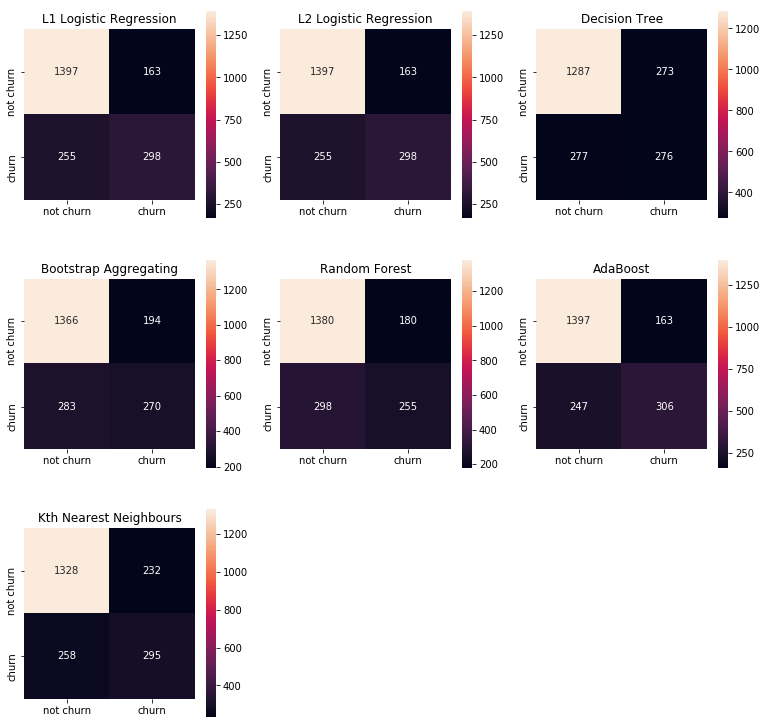 L1 Logistic Regression
not churn
churn
1397 163
255 298
not churn churn
1250
1000
750
500
250
L2 Logistic Regression
not churn
churn
1397 163
255 298
not churn churn
1250
1000
750
500
250
Decision Tree
not churn
churn
1287 273
277 276
not churn churn
1200
1000
800
600
400
Bootstrap Aggregating
not churn
churn
1366 194
283 270
not churn churn
1200
1000
800
600
400
200
Random Forest
not churn
churn
1380 180
298 255
not churn churn
1200
1000
800
600
400
200
AdaBoost
not churn
churn
1397 163
247 306
not churn churn
1250
1000
750
500
250
Kth Nearest Neighbours
not churn
churn
1328 232
258 295
not churn churn
1200
1000
800
600
400